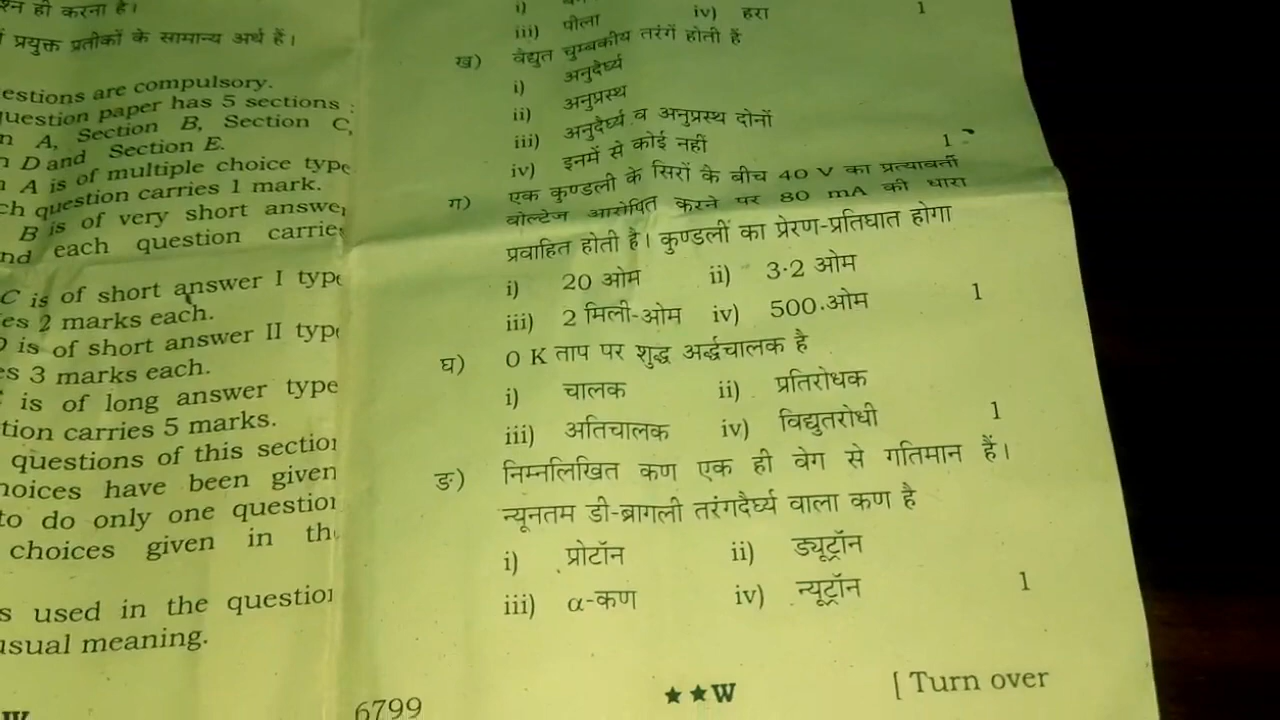 श्न ही करना है।
प्रयुक्त प्रतीकों के सामान्य अर्थ हैं।
estions are compulsory.
uestion paper has 5 sections :
n A, Section B, Section C,
n D and Section E.
n A is of multiple choice type
ch question carries 1 mark.
B is of very short answe
nd each question carrie
C is of short answer I type
es 2 marks each.
D is of short answer II type
es 3 marks each.
is of long answer type
tion carries 5 marks.
questions of this section
hoices have been given
to do only one question
choices given in the
s used in the question
usual meaning.
i)
iii) पीला iv) हरा 1
ख) वैद्युत चुम्बकीय तरंगें होती हैं
i) अनुदैर्घ्य
ii) अनुप्रस्थ
iii) अनुदैर्घ्य व अनुप्रस्थ दोनों
iv) इनमें से कोई नहीं 1
ग) एक कुण्डली के सिरों के बीच 40 V का प्रत्यावर्ती
वोल्टेज आरोपित करने पर 80 mA की धारा
प्रवाहित होती है। कुण्डली का प्रेरण-प्रतिघात होगा
i) 20 ओम ii) 3·2 ओम
iii) 2 मिली-ओम iv) 500 ओम 1
घ) 0 K ताप पर शुद्ध अर्द्धचालक है
i) चालक ii) प्रतिरोधक
iii) अतिचालक iv) विद्युतरोधी 1
ङ) निम्नलिखित कण एक ही वेग से गतिमान हैं।
न्यूनतम डी-ब्रागली तरंगदैर्घ्य वाला कण है
i) प्रोटॉन ii) ड्यूट्रॉन
iii) α-कण iv) न्यूट्रॉन 1
6799 ★★W [ Turn over